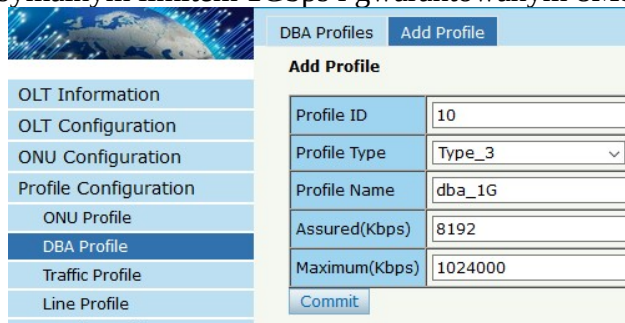 DBA Profiles Add Profile
Add Profile
OLT Information
OLT Configuration
ONU Configuration
Profile Configuration
ONU Profile
DBA Profile
Traffic Profile
Line Profile
Profile ID 10
Profile Type Type_3
Profile Name dba_1G
Assured(Kbps) 8192
Maximum(Kbps) 1024000
Commit